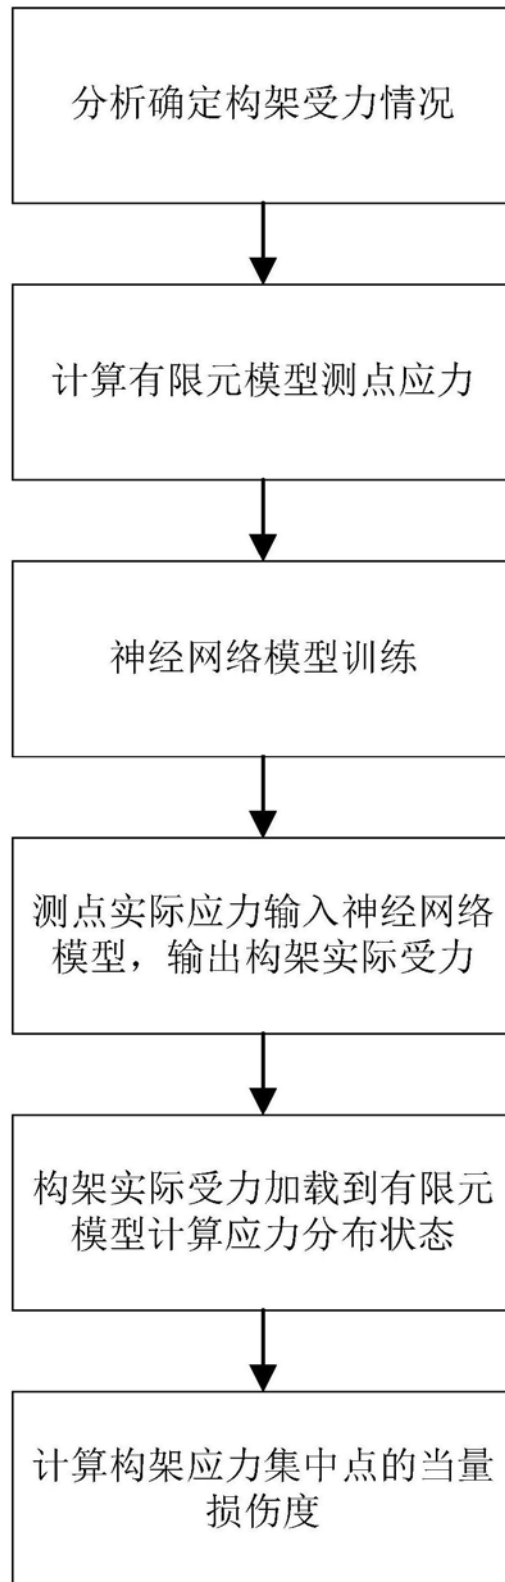 分析确定构架受力情况
计算有限元模型测点应力
神经网络模型训练
测点实际应力输入神经网络
模型，输出构架实际受力
构架实际受力加载到有限元
模型计算应力分布状态
计算构架应力集中点的当量
损伤度